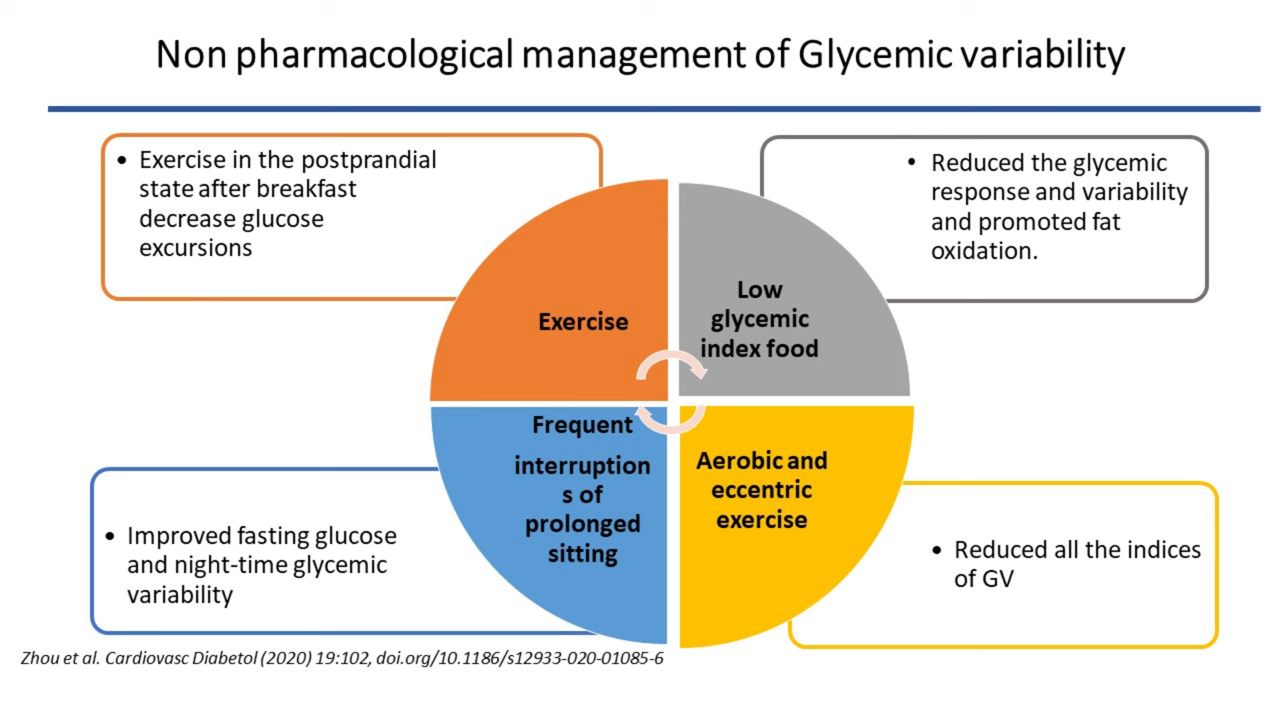 Non pharmacological management of Glycemic variability
• Exercise in the postprandial
state after breakfast
decrease glucose
excursions
• Reduced the glycemic
response and variability
and promoted fat
oxidation.
Exercise
Low
glycemic
index food
Frequent
interruption
s of
prolonged
sitting
Aerobic and
eccentric
exercise
• Improved fasting glucose
and night-time glycemic
variability
• Reduced all the indices
of GV
Zhou et al. Cardiovasc Diabetol (2020) 19:102, doi.org/10.1186/s12933-020-01085-6